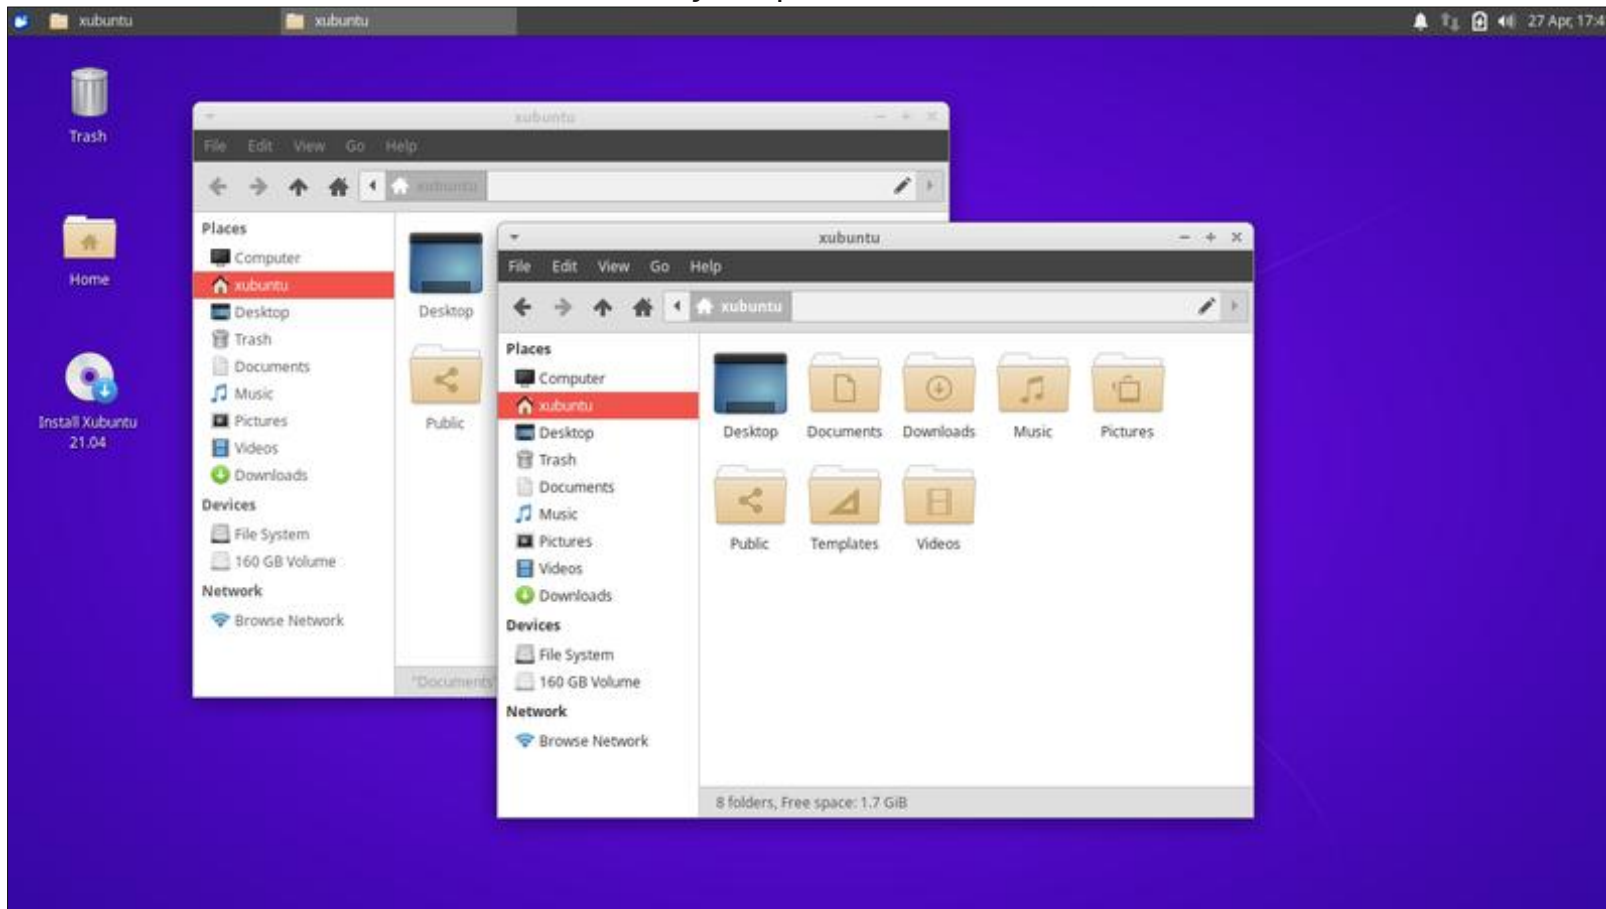 xubuntu
xubuntu
27 Apr, 17:4
Trash
Home
Install Xubuntu
21.04
xubuntu
File Edit View Go Help
xubuntu
Places
Computer
xubuntu
Desktop
Trash
Documents
Music
Pictures
Videos
Downloads
Devices
File System
160 GB Volume
Network
Browse Network
Desktop
Public
"Documents"
xubuntu
File Edit View Go Help
xubuntu
Places
Computer
xubuntu
Desktop
Trash
Documents
Music
Pictures
Videos
Downloads
Devices
File System
160 GB Volume
Network
Browse Network
Desktop Documents Downloads Music Pictures
Public Templates Videos
8 folders, Free space: 1.7 GiB